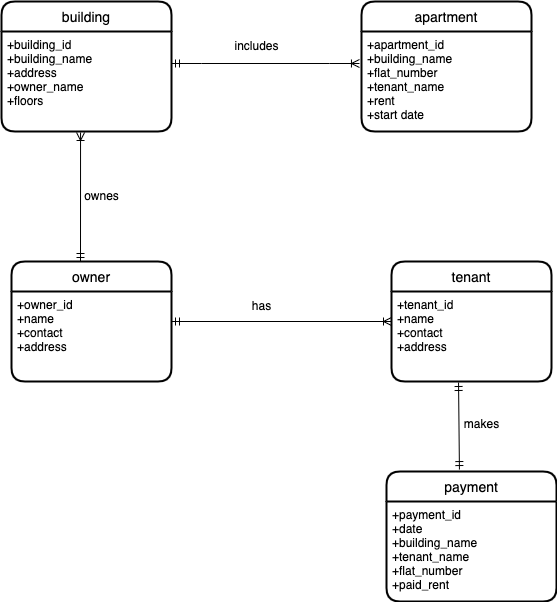 building
+building_id
+building_name
+address
+owner_name
+floors
includes
apartment
+apartment_id
+building_name
+flat_number
+tenant_name
+rent
+start date
ownes
owner
+owner_id
+name
+contact
+address
has
tenant
+tenant_id
+name
+contact
+address
makes
payment
+payment_id
+date
+building_name
+tenant_name
+flat_number
+paid_rent